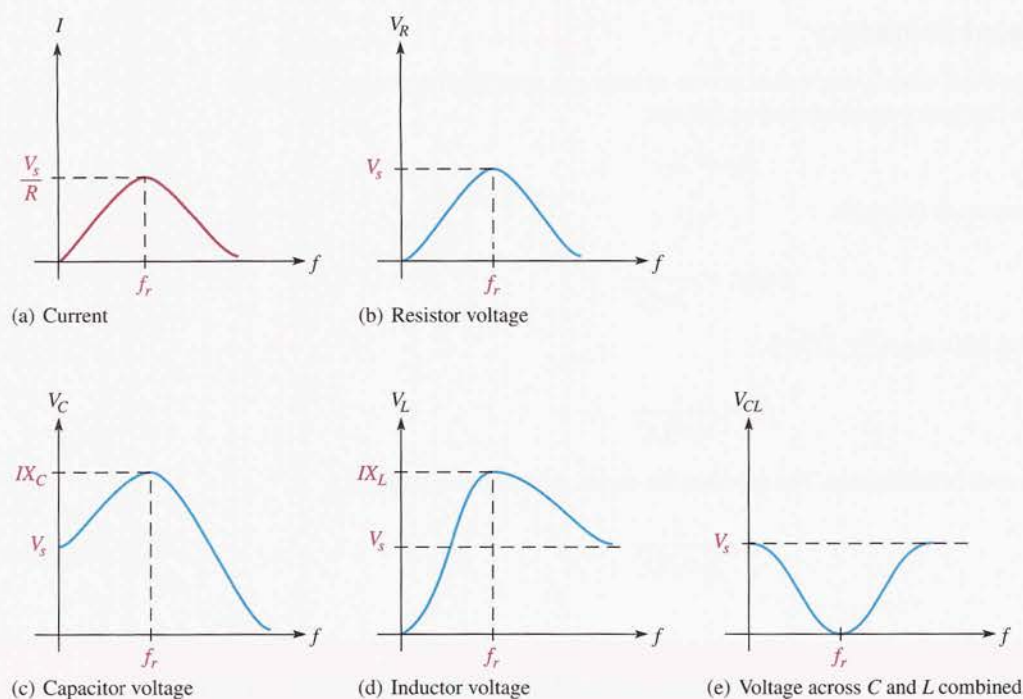 I
V_s
R
f_r
f
(a) Current
V_R
V_s
f_r
f
(b) Resistor voltage
V_C
IX_C
V_s
f_r
f
(c) Capacitor voltage
V_L
IX_L
V_s
f_r
f
(d) Inductor voltage
V_CL
V_s
f_r
f
(e) Voltage across C and L combined